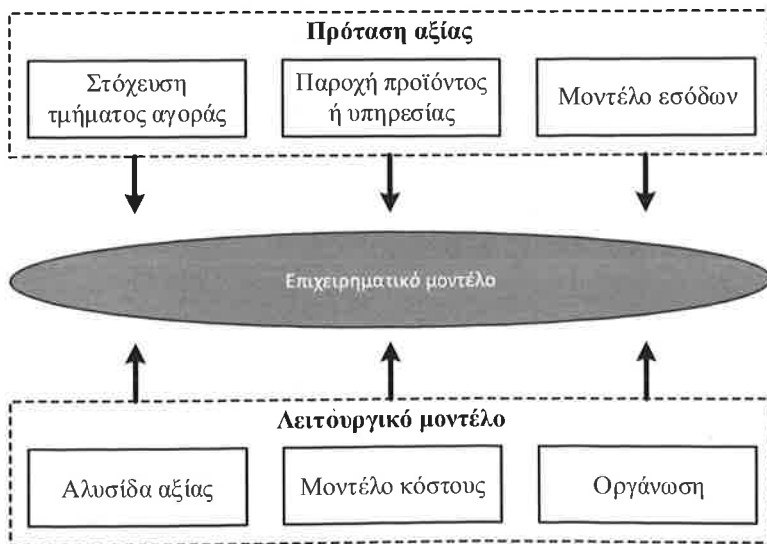 Πρόταση αξίας
Στόχευση
τμήματος αγοράς
Παροχή προϊόντος
ή υπηρεσίας
Μοντέλο εσόδων
Επιχειρηματικό μοντέλο
Λειτουργικό μοντέλο
Αλυσίδα αξίας
Μοντέλο κόστους
Οργάνωση